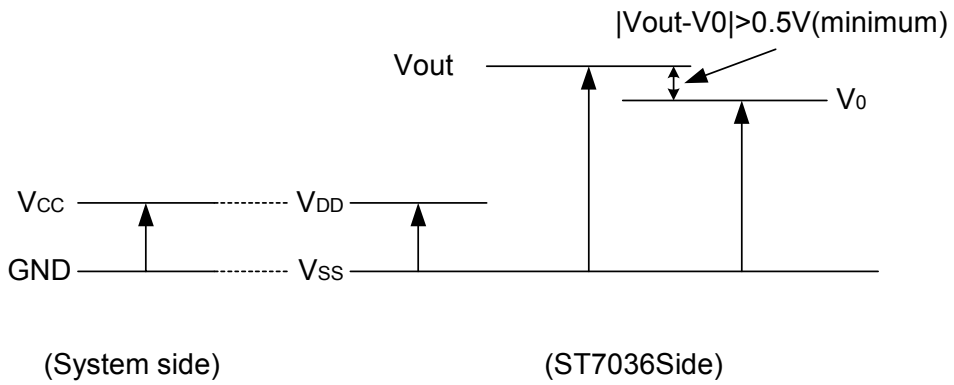 |Vout-V0|>0.5V(minimum)
Vout
V0
VCC
VDD
GND
VSS
(System side)
(ST7036Side)